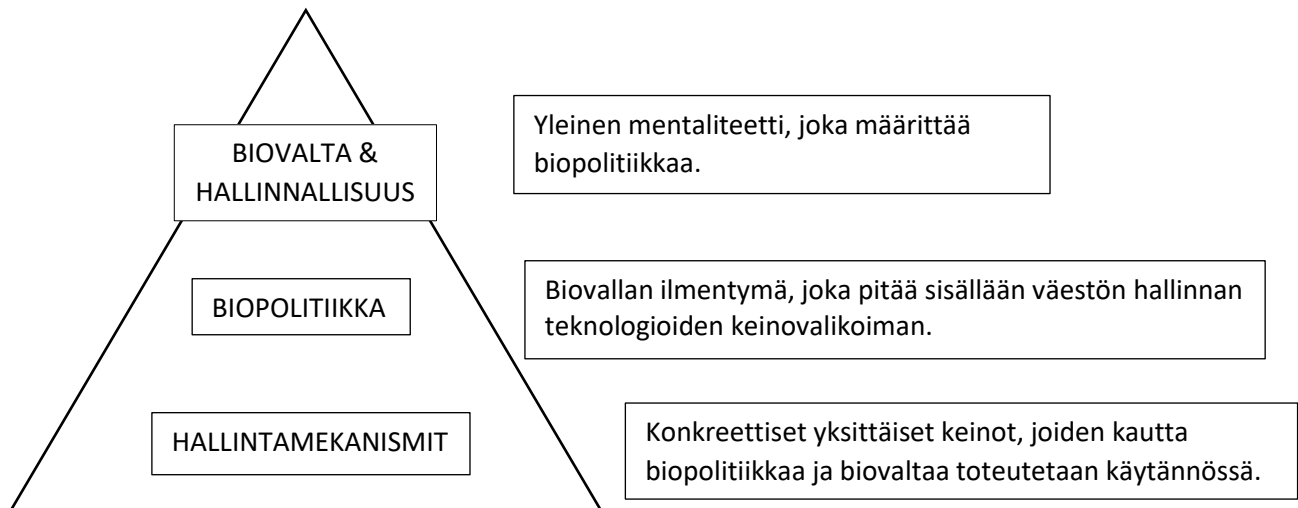 BIOVALTA &
HALLINNALLISUUS
Yleinen mentaliteetti, joka määrittää
biopolitiikkaa.
BIOPOLITIIKKA
Biovallan ilmentymä, joka pitää sisällään väestön hallinnan
teknologioiden keinovalikoiman.
HALLINTAMEKANISMIT
Konkreettiset yksittäiset keinot, joiden kautta
biopolitiikkaa ja biovaltaa toteutetaan käytännössä.